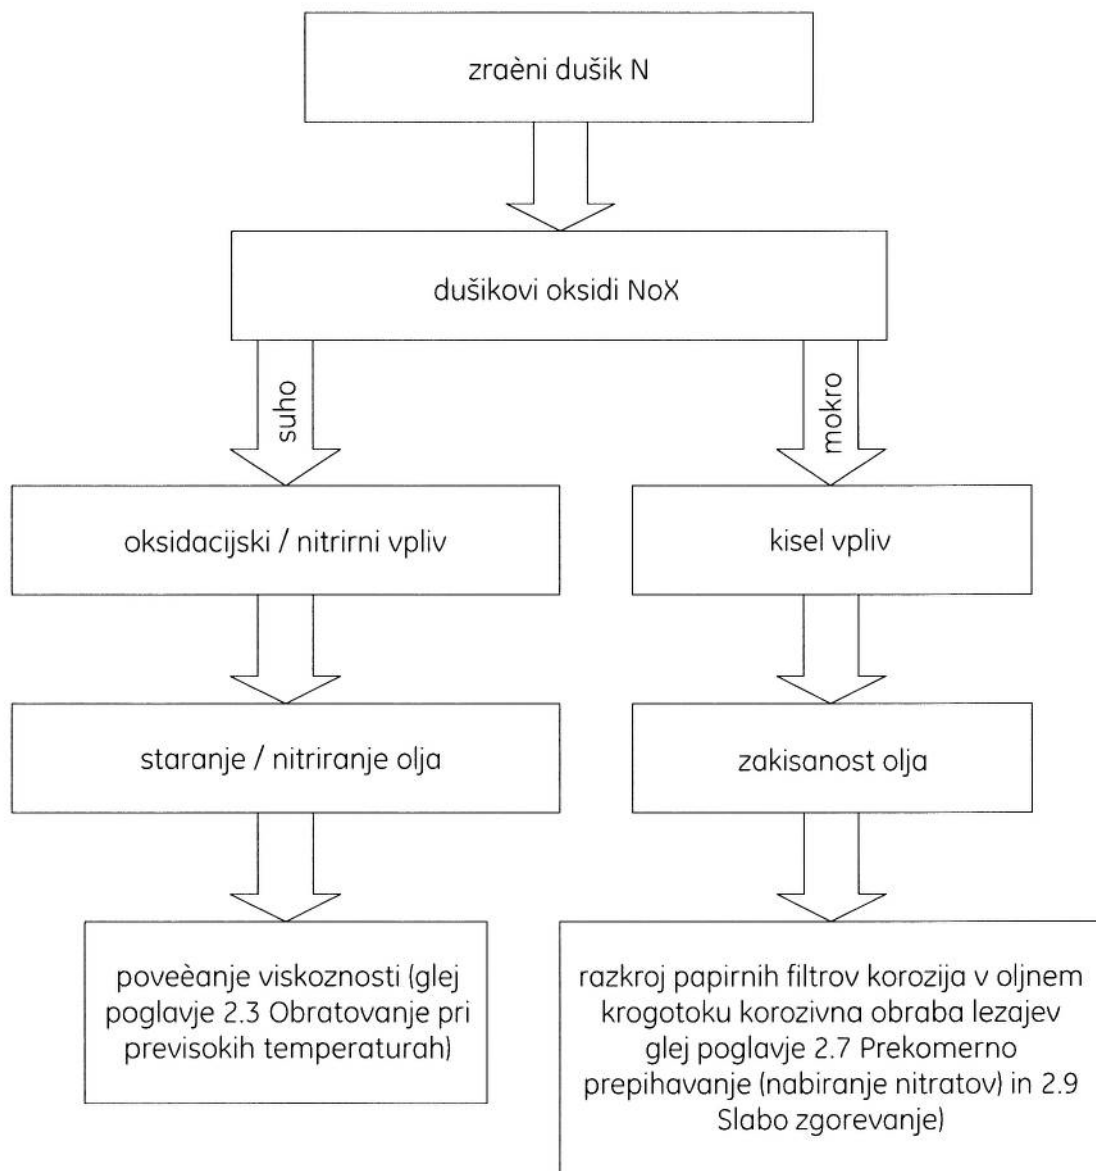 zraèni dušik N
dušikovi oksidi NoX
suho
mokro
oksidacijski / nitrirni vpliv
kisel vpliv
staranje / nitriranje olja
zakisanost olja
poveèanje viskoznosti (glej
poglavje 2.3 Obratovanje pri
previsokih temperaturah)
razkroj papirnih filtrov korozija v oljnem
krogotoku korozivna obraba lezajev
glej poglavje 2.7 Prekomerno
prepihavanje (nabiranje nitratov) in 2.9
Slabo zgorevanje)